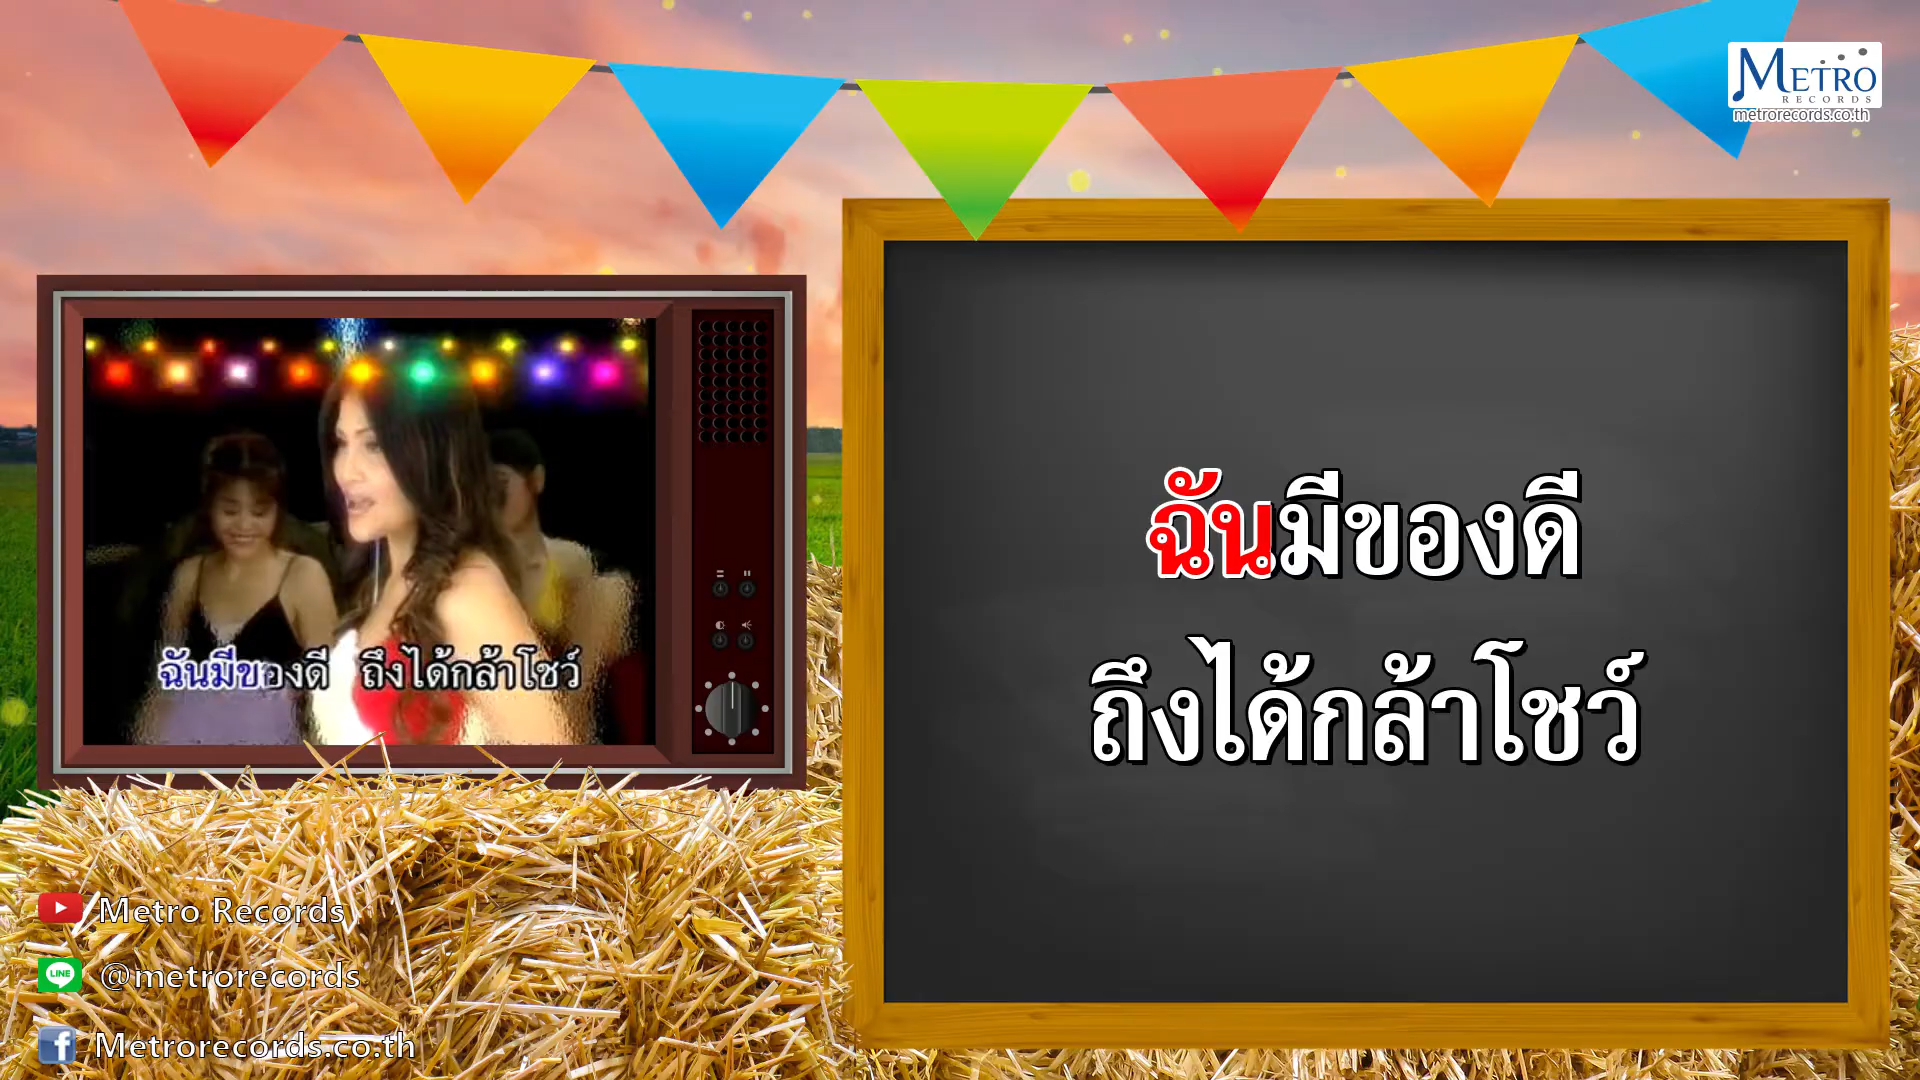 METRO
RECORDS
metrorecords.co.th
ฉันมีของดี
ถึงได้กล้าโชว์
ฉันมีของดี ถึงได้กล้าโชว์
Metro Records
LINE
@metrorecords
Metrorecords.co.th